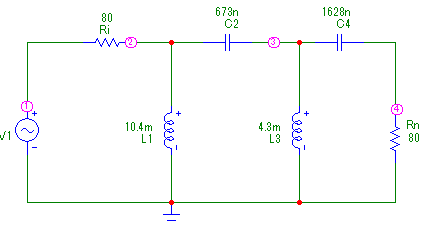 80
Ri
673n
C2
1628n
C4
2
3
1
V1
+
-
10.4m
L1
+
-
4.3m
L3
+
-
4
Rn
80